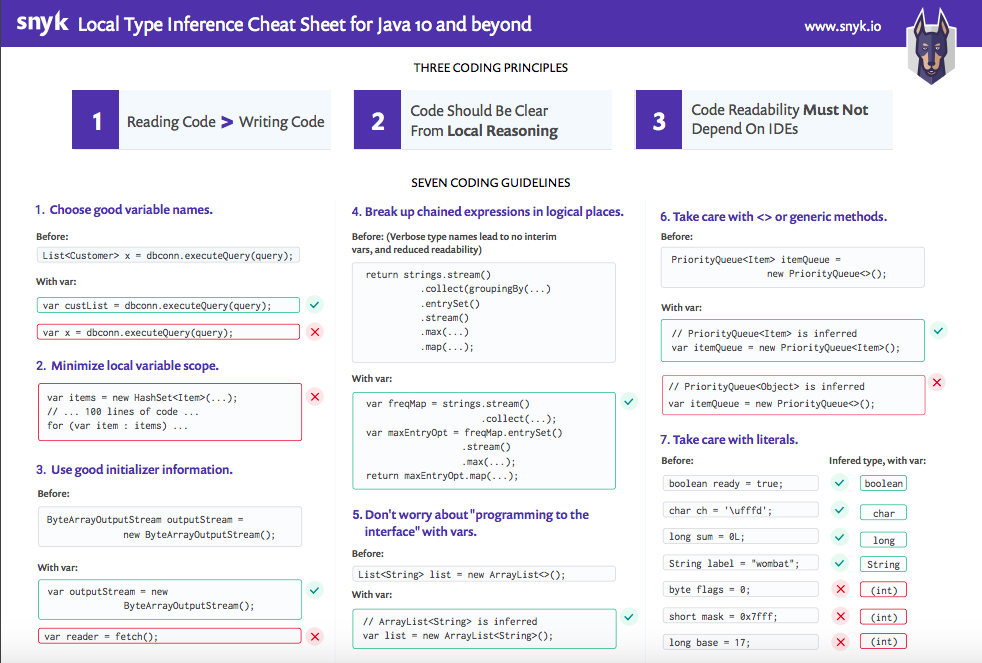 snyk Local Type Inference Cheat Sheet for Java 10 and beyond
www.snyk.io
THREE CODING PRINCIPLES
1
Reading Code > Writing Code
2
Code Should Be Clear
From Local Reasoning
3
Code Readability Must Not
Depend On IDEs
SEVEN CODING GUIDELINES
1. Choose good variable names.
Before:
List<Customer> x = dbconn.executeQuery(query);
With var:
var custList = dbconn.executeQuery(query);
var x = dbconn.executeQuery(query);
2. Minimize local variable scope.
var items = new HashSet<Item>(...);
// ... 100 lines of code ...
for (var item : items) ...
3. Use good initializer information.
Before:
ByteArrayOutputStream outputStream =
new ByteArrayOutputStream();
With var:
var outputStream = new
ByteArrayOutputStream();
var reader = fetch();
4. Break up chained expressions in logical places.
Before: (Verbose type names lead to no interim
vars, and reduced readability)
return strings.stream()
.collect(groupingBy(...)
.entrySet()
.stream()
.max(...)
.map(...);
With var:
var freqMap = strings.stream()
.collect(...);
var maxEntryOpt = freqMap.entrySet()
.stream()
.max(...);
return maxEntryOpt.map(...);
5. Don't worry about "programming to the
interface" with vars.
Before:
List<String> list = new ArrayList<>();
With var:
// ArrayList<String> is inferred
var list = new ArrayList<String>();
6. Take care with <> or generic methods.
Before:
PriorityQueue<Item> itemQueue =
new PriorityQueue<>();
With var:
// PriorityQueue<Item> is inferred
var itemQueue = new PriorityQueue<Item>();
// PriorityQueue<Object> is inferred
var itemQueue = new PriorityQueue<>();
7. Take care with literals.
Before: Infered type, with var:
boolean ready = true; boolean
char ch = '\ufffd'; char
long sum = 0L; long
String label = "wombat"; String
byte flags = 0; (int)
short mask = 0x7fff; (int)
long base = 17; (int)